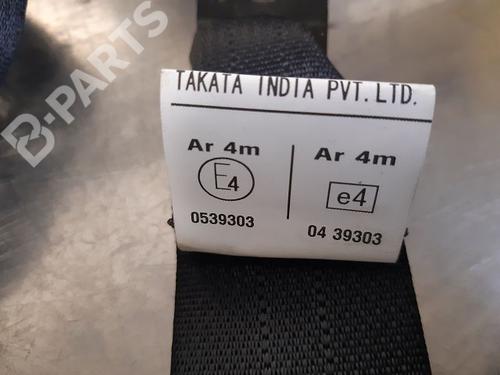 B-PARTS
TAKATA INDIA PVT.LTD.
Ar 4m
E4
0539303
Ar 4m
e4
04 39303